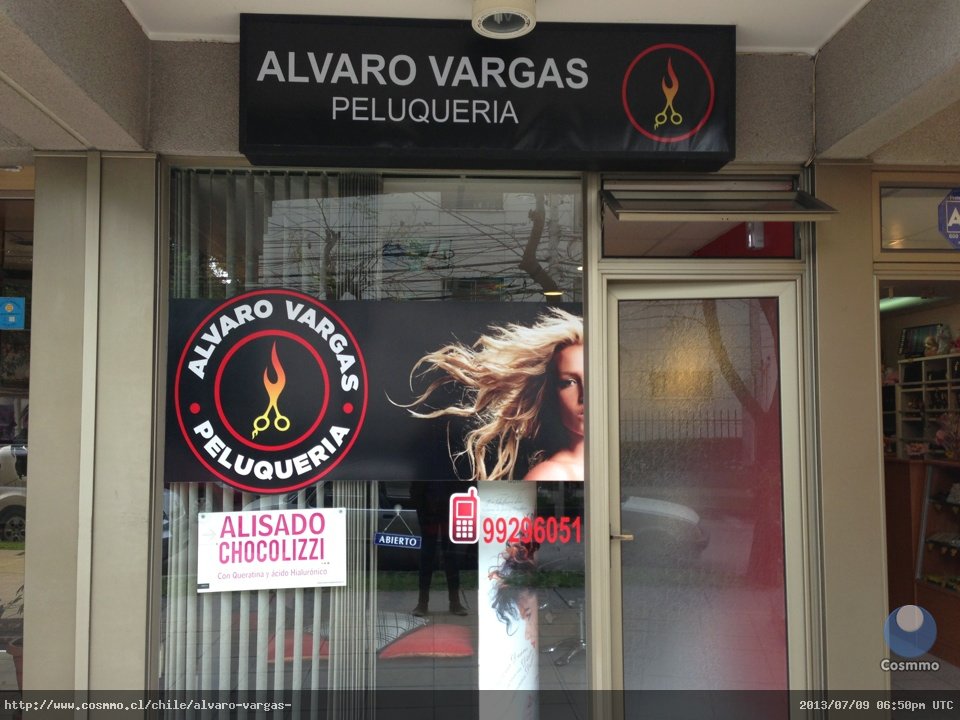 ALVARO VARGAS
PELUQUERIA
ALVARO VARGAS
PELUQUERIA
ALISADO
CHOCOLIZZI
Con Queratina y ácido Hialurónico
ABIERTO
99296051
Cosmmo
http://www.cosmmo.cl/chile/alvaro-vargas-
2013/07/09 06:50pm UTC